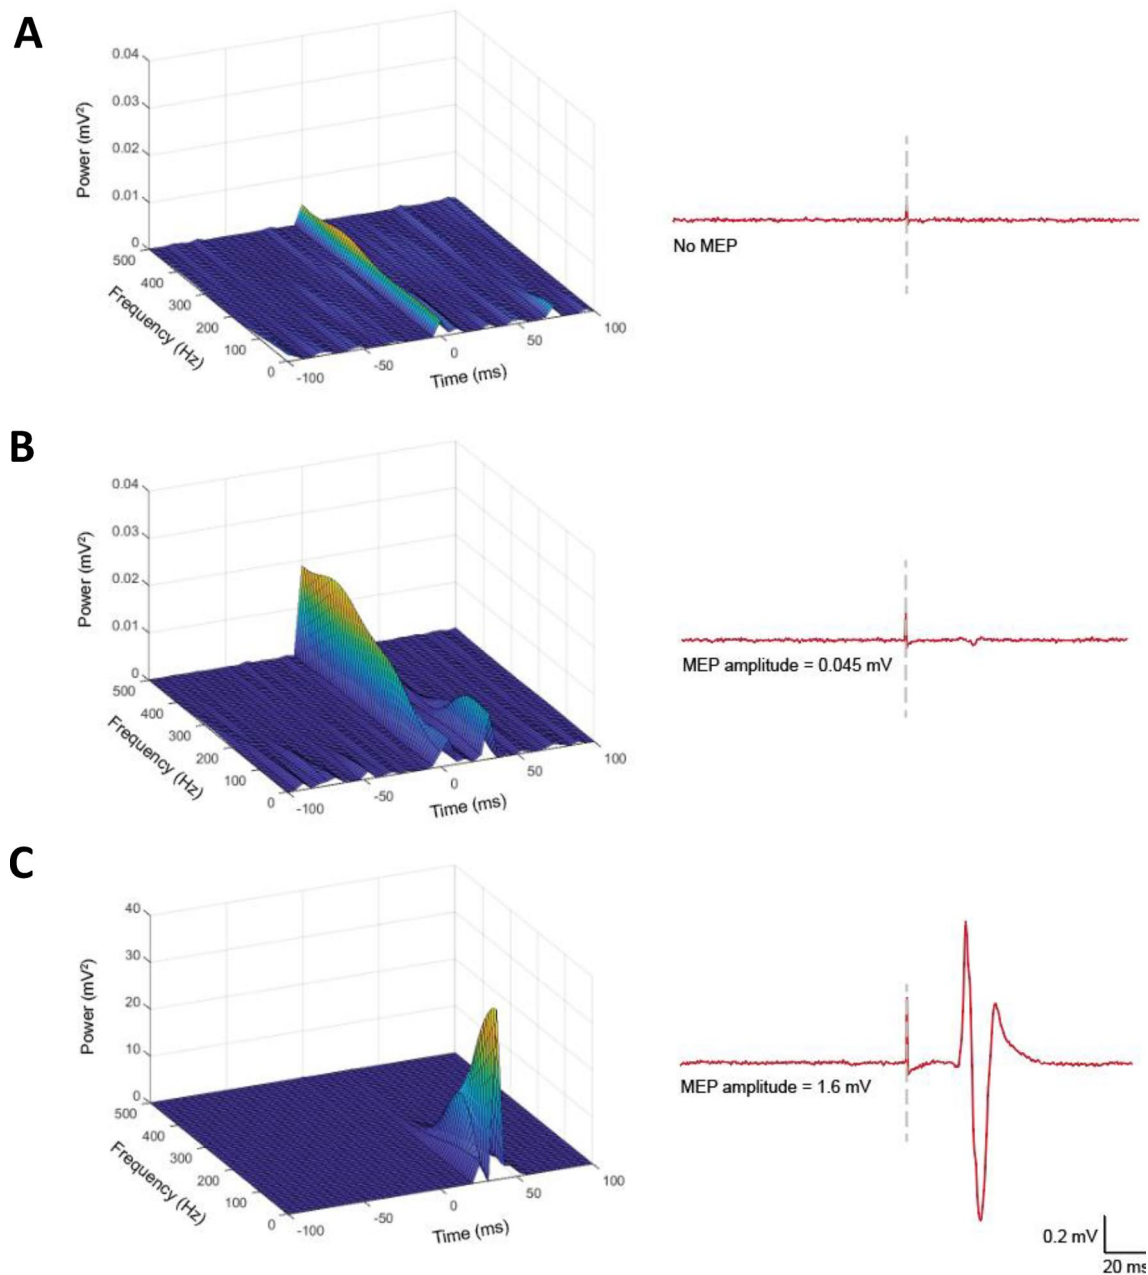 A
0.04
0.03
0.02
0.01
0
Power (mV²)
500
400
300
200
100
0
Frequency (Hz)
-100
-50
0
50
100
Time (ms)
No MEP
B
0.04
0.03
0.02
0.01
0
Power (mV²)
500
400
300
200
100
0
Frequency (Hz)
-100
-50
0
50
100
Time (ms)
MEP amplitude = 0.045 mV
C
40
30
20
10
0
Power (mV²)
500
400
300
200
100
0
Frequency (Hz)
-100
-50
0
50
100
Time (ms)
MEP amplitude = 1.6 mV
0.2 mV
20 ms